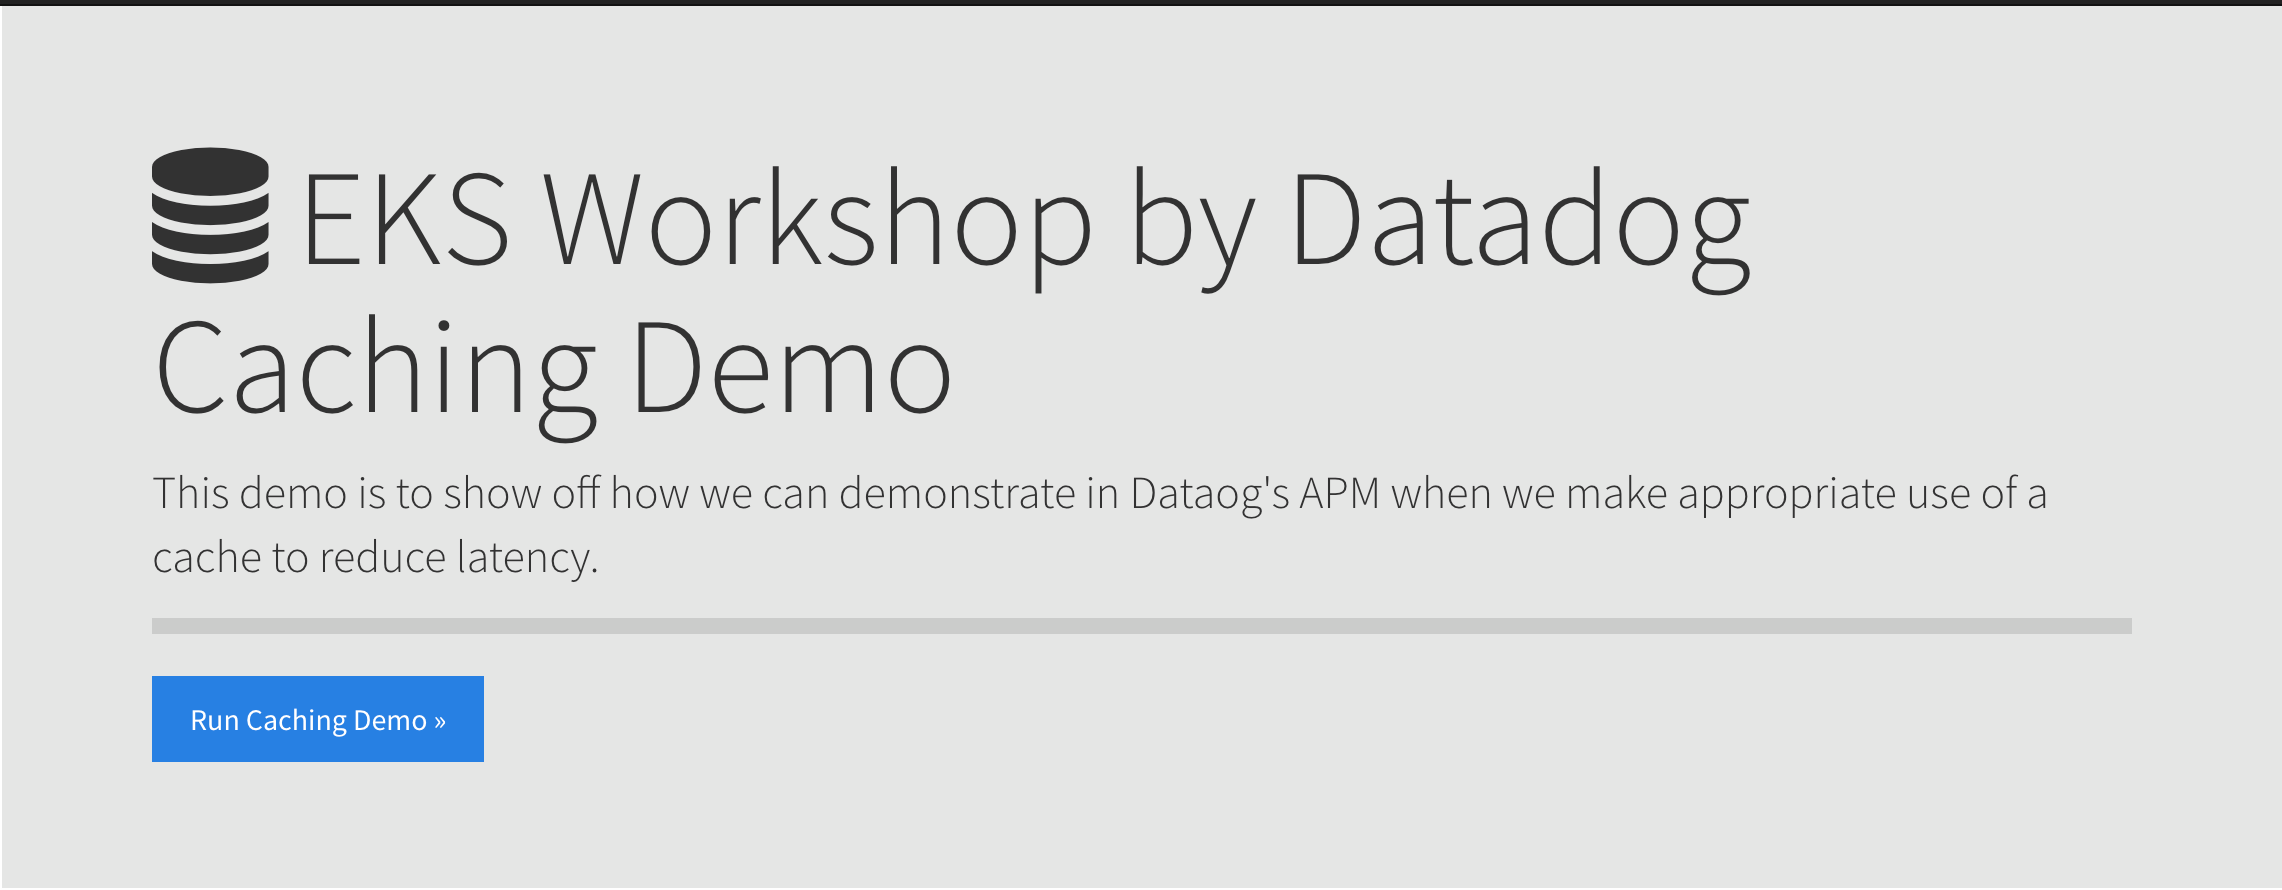 EKS Workshop by Datadog
Caching Demo
This demo is to show off how we can demonstrate in Dataog's APM when we make appropriate use of a
cache to reduce latency.
Run Caching Demo »